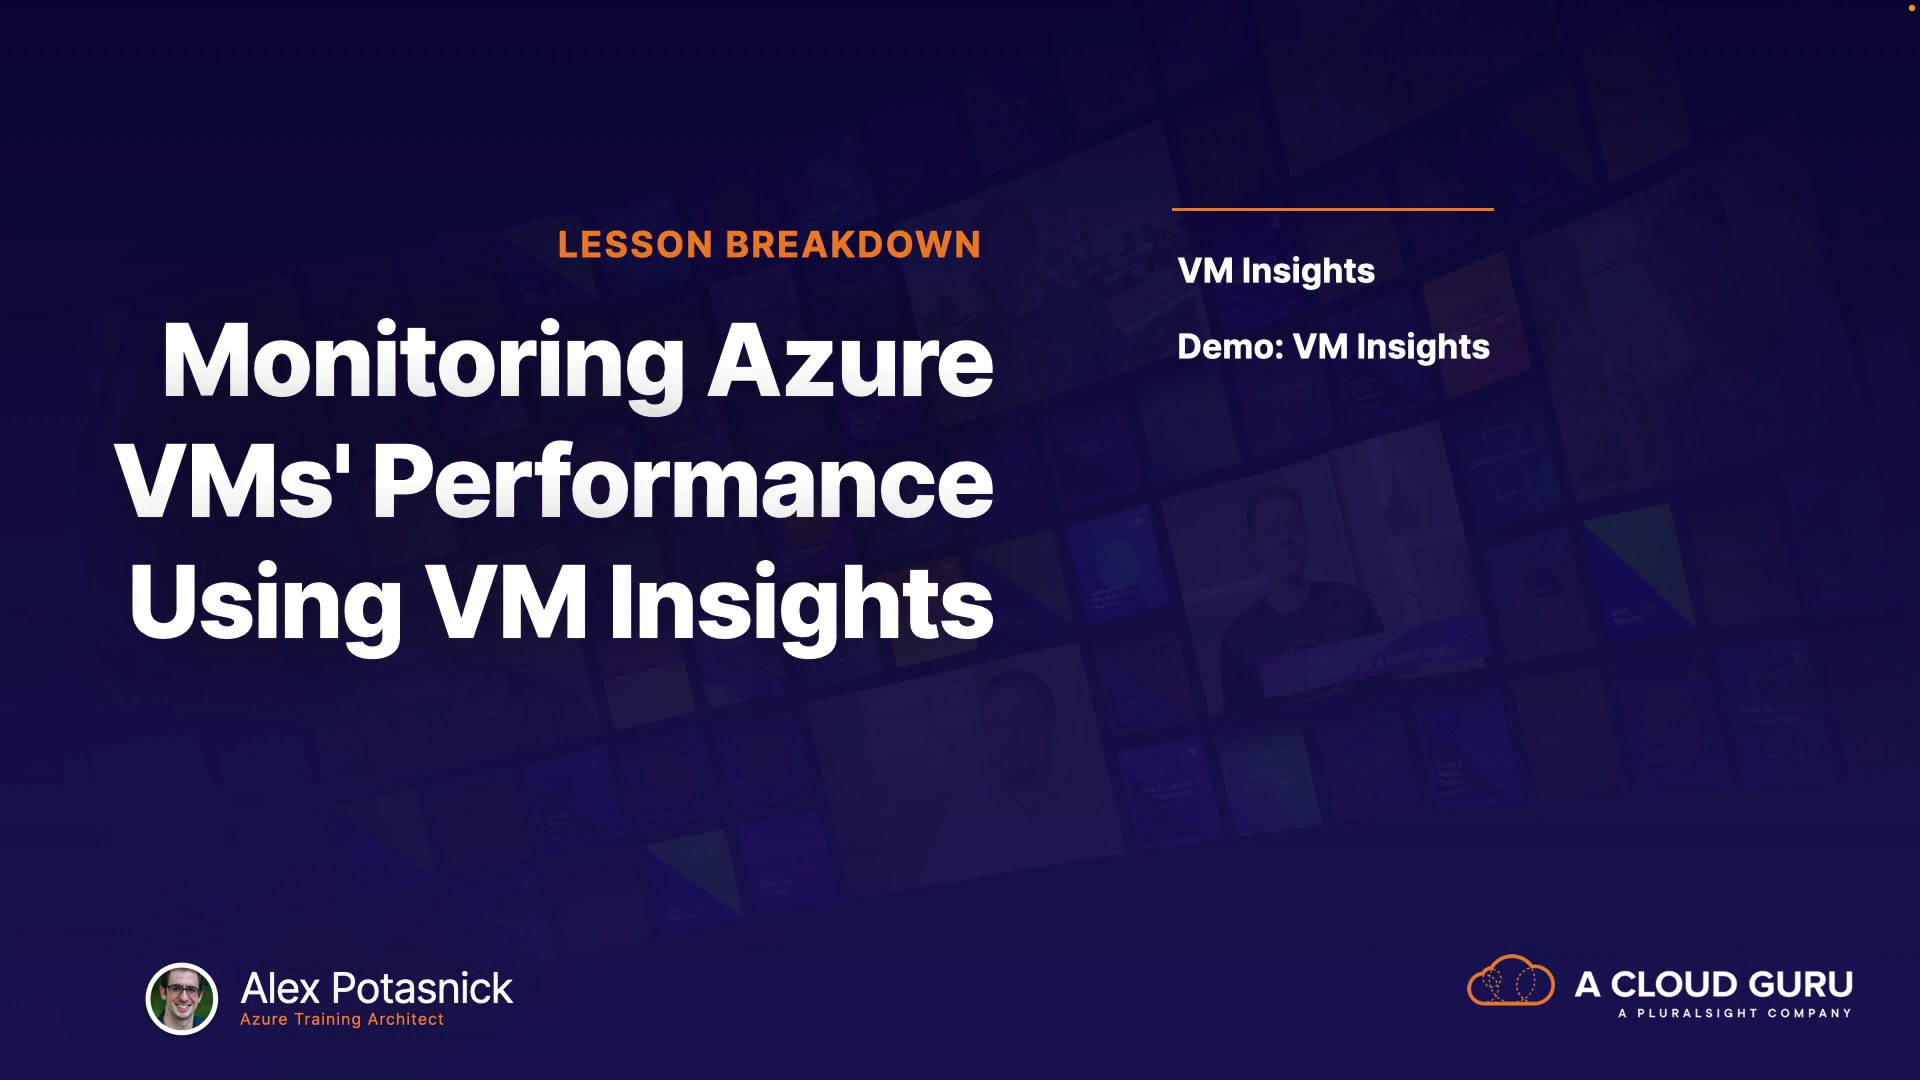 LESSON BREAKDOWN
Monitoring Azure
VMs' Performance
Using VM Insights
VM Insights
Demo: VM Insights
Alex Potasnick
Azure Training Architect
A CLOUD GURU
A PLURALSIGHT COMPANY